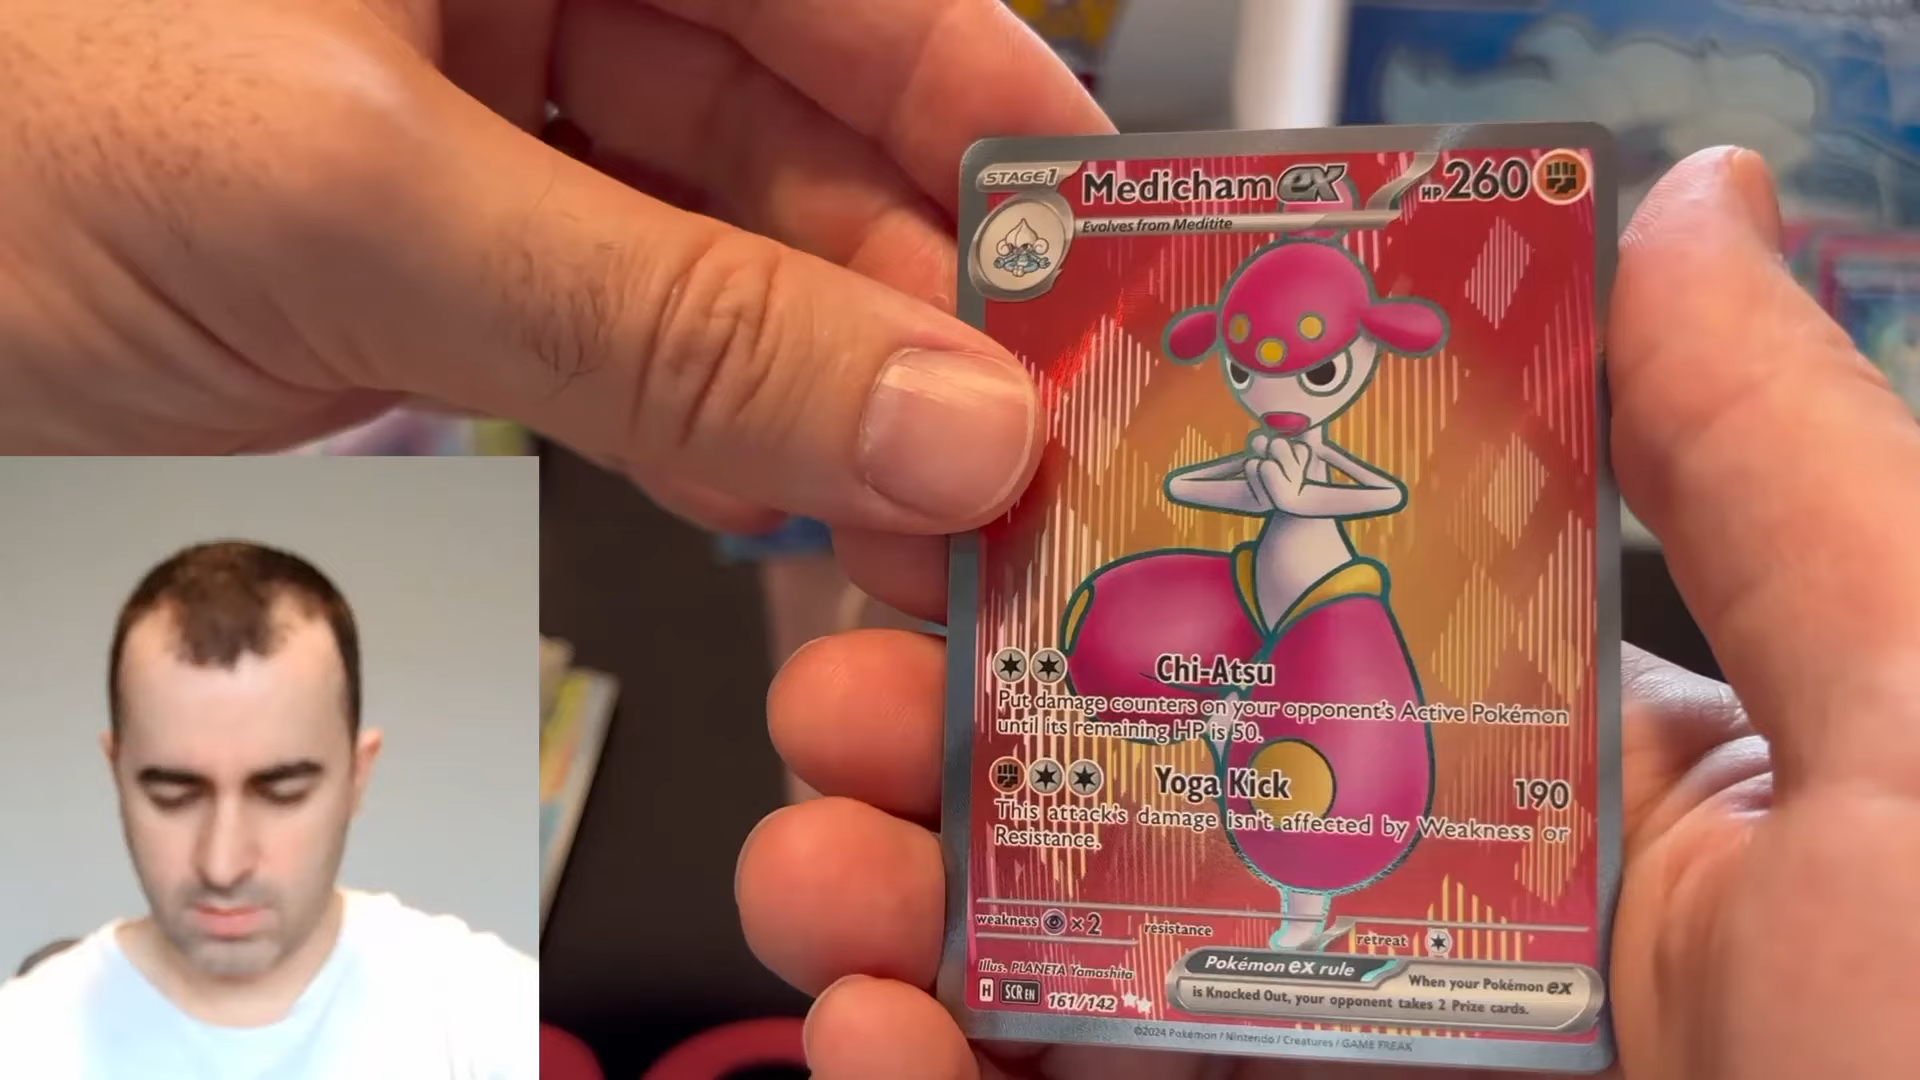 STAGE1
Medicham ex
HP 260
Evolves from Meditite
Chi-Atsu
Put damage counters on your opponent's Active Pokémon
until its remaining HP is 50.
Yoga Kick 190
This attack's damage isn't affected by Weakness or
Resistance.
weakness ×2 resistance retreat
Illus. PLANETA Yamashita
Pokémon ex rule
When your Pokémon ex
is Knocked Out, your opponent takes 2 Prize cards.
H SCR EN 161/142
©2024 Pokémon / Nintendo / Creatures / GAME FREAK